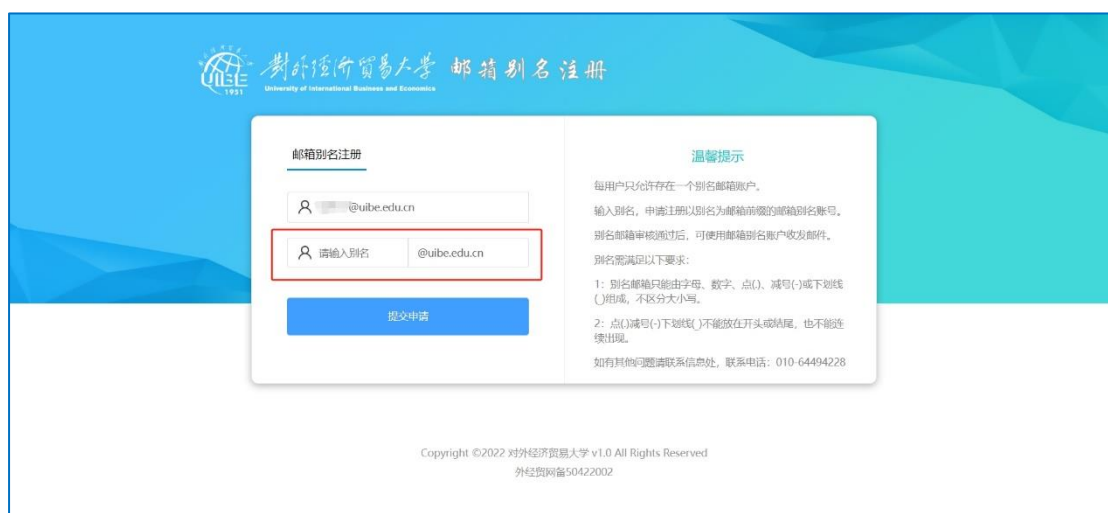 對外經濟貿易大学 邮箱别名注册
University of International Business and Economics
UIBE
1951
邮箱别名注册
@uibe.edu.cn
请输入别名 @uibe.edu.cn
提交申请
温馨提示
每用户只允许存在一个别名邮箱账户。
输入别名，申请注册以别名为邮箱前缀的邮箱别名账号。
别名邮箱审核通过后，可使用邮箱别名账户收发邮件。
别名需满足以下要求：
1：别名邮箱只能由字母、数字、点(.)、减号(-)或下划线
(_)组成，不区分大小写。
2：点(.)减号(-)下划线(_)不能放在开头或结尾，也不能连
续出现。
如有其他问题请联系信息处，联系电话：010-64494228
Copyright ©2022 对外经济贸易大学 v1.0 All Rights Reserved
外经贸网备50422002